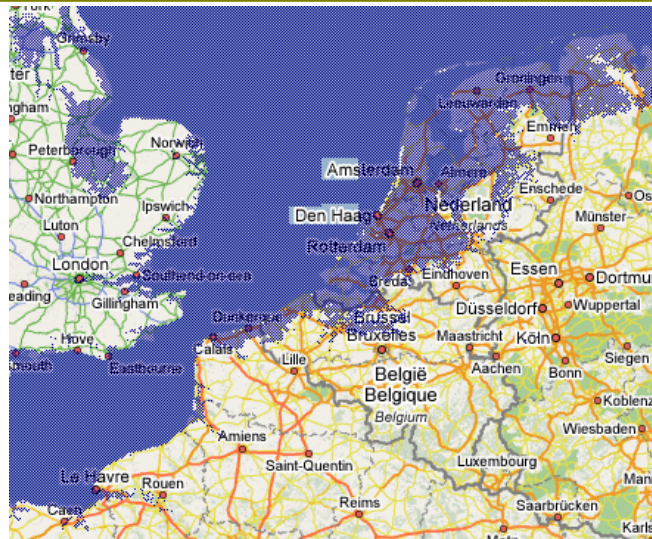 York
Grimsby
Groningen
Leeuwarden
Emmen
Peterborough
Norwich
Amsterdam
Almere
Enschede
Northampton
Ipswich
Den Haag
Nederland
Netherlands
Münster
Luton
Chelmsford
Rotterdam
London
Southend-on-sea
Breda
Eindhoven
Essen
Gillingham
Dunkerque
Brussel
Bruxelles
Düsseldorf
Wuppertal
Hove
Calais
Maastricht
Köln
Eastbourne
Lille
Aachen
Bonn
Siegen
België
Belgique
Belgium
Koblenz
Amiens
Wiesbaden
Saint-Quentin
Luxembourg
Le Havre
Rouen
Reims
Saarbrücken
Caen